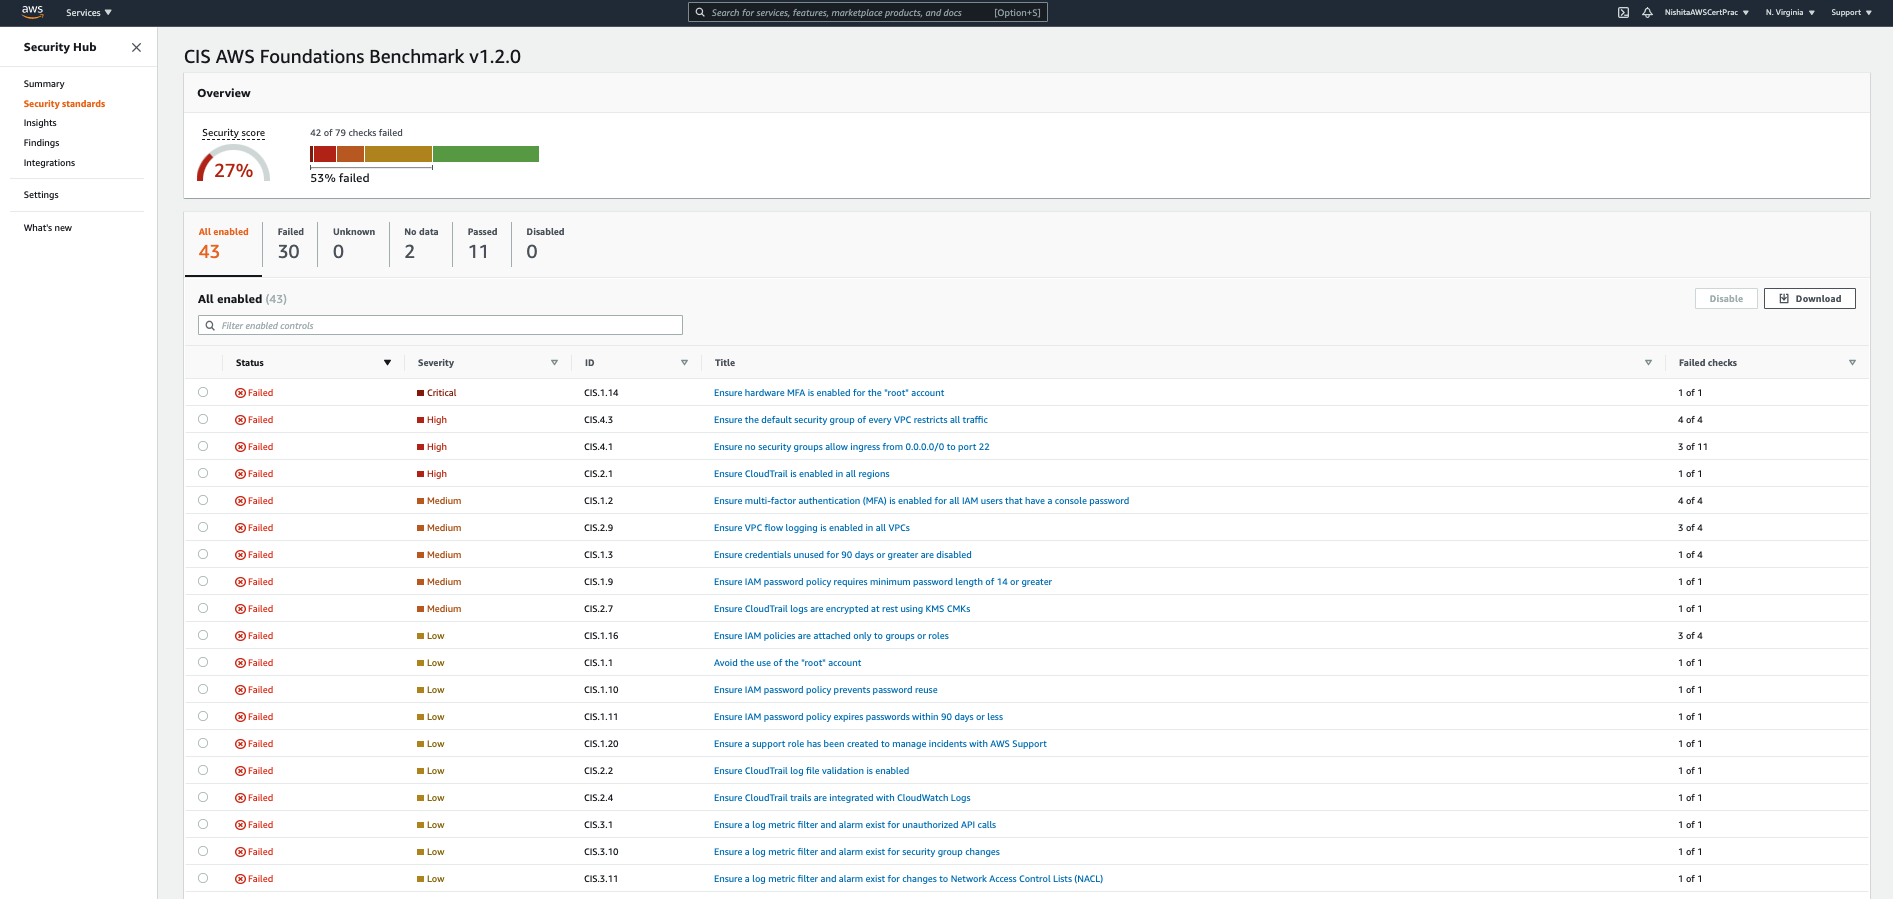 aws Services Search for services, features, marketplace products, and docs [Option+S] NishitaAWSCertPrac N. Virginia Support
Security Hub
Summary
Security standards
Insights
Findings
Integrations
Settings
What's new
CIS AWS Foundations Benchmark v1.2.0
Overview
Security score
27%
42 of 79 checks failed
53% failed
All enabled Failed Unknown No data Passed Disabled
43 30 0 2 11 0
All enabled (43)
Disable Download
Filter enabled controls
Status Severity ID Title Failed checks
Failed Critical CIS.1.14 Ensure hardware MFA is enabled for the "root" account 1 of 1
Failed High CIS.4.3 Ensure the default security group of every VPC restricts all traffic 4 of 4
Failed High CIS.4.1 Ensure no security groups allow ingress from 0.0.0.0/0 to port 22 3 of 11
Failed High CIS.2.1 Ensure CloudTrail is enabled in all regions 1 of 1
Failed Medium CIS.1.2 Ensure multi-factor authentication (MFA) is enabled for all IAM users that have a console password 4 of 4
Failed Medium CIS.2.9 Ensure VPC flow logging is enabled in all VPCs 3 of 4
Failed Medium CIS.1.3 Ensure credentials unused for 90 days or greater are disabled 1 of 4
Failed Medium CIS.1.9 Ensure IAM password policy requires minimum password length of 14 or greater 1 of 1
Failed Medium CIS.2.7 Ensure CloudTrail logs are encrypted at rest using KMS CMKs 1 of 1
Failed Low CIS.1.16 Ensure IAM policies are attached only to groups or roles 3 of 4
Failed Low CIS.1.1 Avoid the use of the "root" account 1 of 1
Failed Low CIS.1.10 Ensure IAM password policy prevents password reuse 1 of 1
Failed Low CIS.1.11 Ensure IAM password policy expires passwords within 90 days or less 1 of 1
Failed Low CIS.1.20 Ensure a support role has been created to manage incidents with AWS Support 1 of 1
Failed Low CIS.2.2 Ensure CloudTrail log file validation is enabled 1 of 1
Failed Low CIS.2.4 Ensure CloudTrail trails are integrated with CloudWatch Logs 1 of 1
Failed Low CIS.3.1 Ensure a log metric filter and alarm exist for unauthorized API calls 1 of 1
Failed Low CIS.3.10 Ensure a log metric filter and alarm exist for security group changes 1 of 1
Failed Low CIS.3.11 Ensure a log metric filter and alarm exist for changes to Network Access Control Lists (NACL) 1 of 1